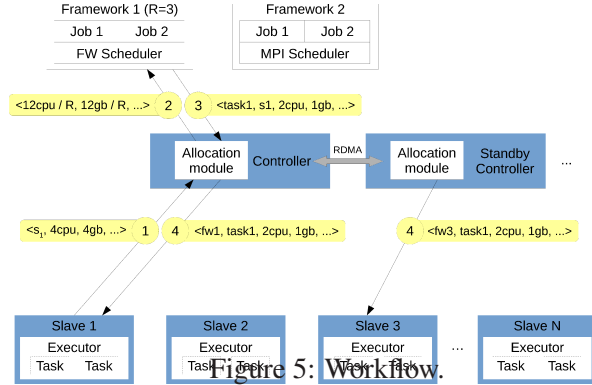 Framework 1 (R=3)
Job 1 Job 2
FW Scheduler
Framework 2
Job 1 Job 2
MPI Scheduler
<12cpu / R, 12gb / R, ...> 2
3 <task1, s1, 2cpu, 1gb, ...>
Allocation
module
Controller
RDMA
Allocation
module
Standby
Controller
...
<s1, 4cpu, 4gb, ...> 1
4 <fw1, task1, 2cpu, 1gb, ...>
4 <fw3, task1, 2cpu, 1gb, ...>
Slave 1
Executor
Task Task
Slave 2
Executor
Task Task
Slave 3
Executor
Task Task
...
Slave N
Executor
Task Task
Figure 5: Workflow.